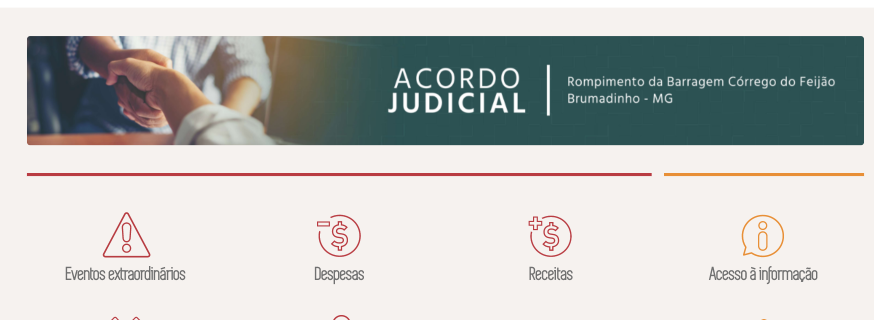 ACORDO
JUDICIAL
Rompimento da Barragem Córrego do Feijão
Brumadinho - MG
Eventos extraordinários
Despesas
Receitas
Acesso à informação